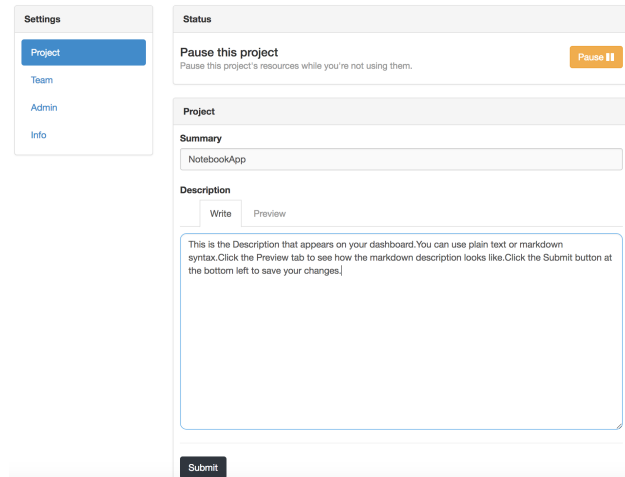 Settings
Project
Team
Admin
Info
Status
Pause this project
Pause this project's resources while you're not using them.
Pause
Project
Summary
NotebookApp
Description
Write Preview
This is the Description that appears on your dashboard.You can use plain text or markdown
syntax.Click the Preview tab to see how the markdown description looks like.Click the Submit button at
the bottom left to save your changes.
Submit